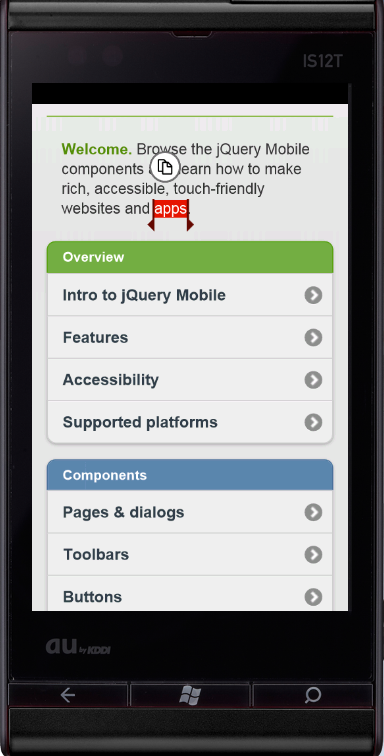 IS12T
Welcome. Browse the jQuery Mobile
components learn how to make
rich, accessible, touch-friendly
websites and apps.
Overview
Intro to jQuery Mobile
Features
Accessibility
Supported platforms
Components
Pages & dialogs
Toolbars
Buttons
au by KDDI